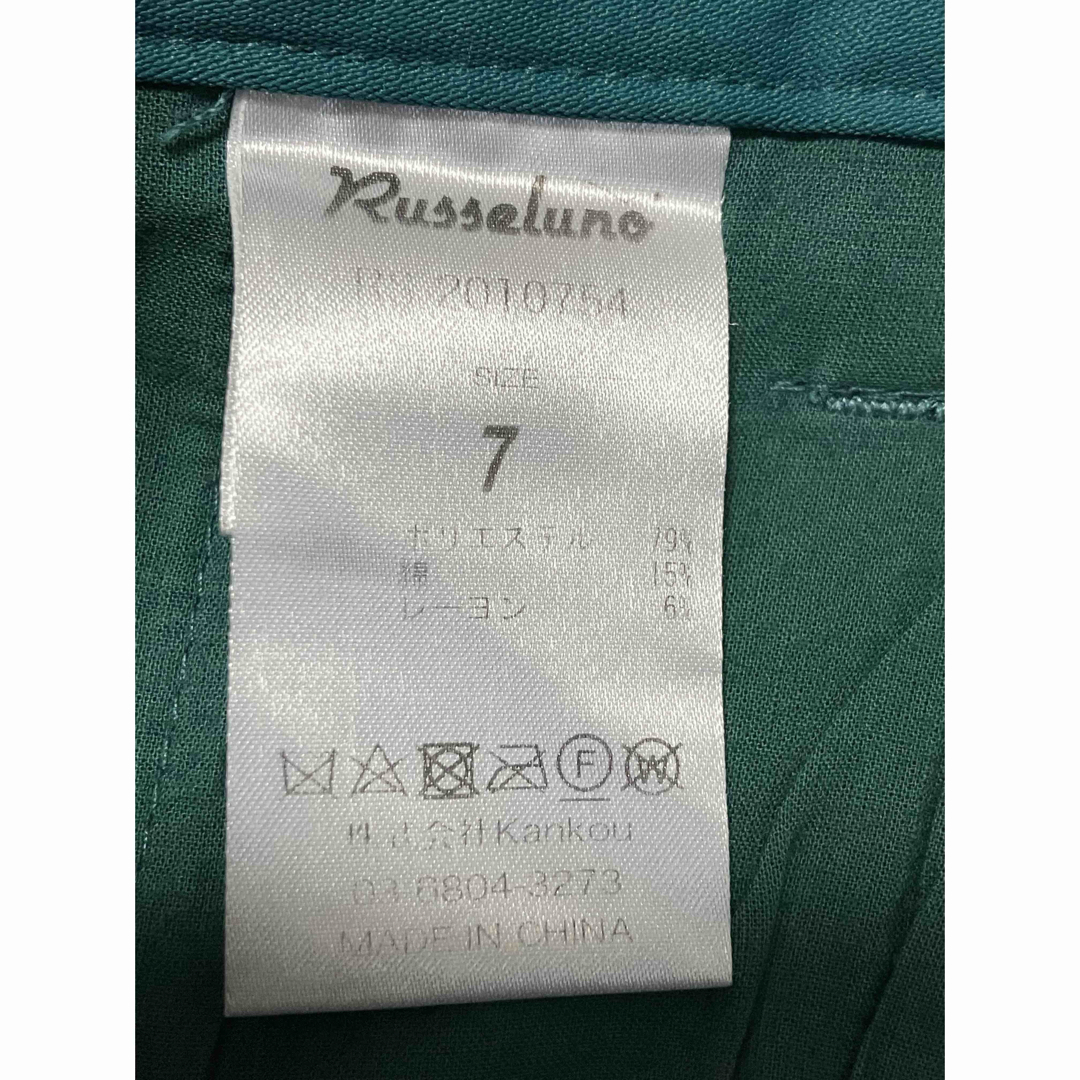 Russeluno
RS-2010754
SIZE
7
ポリエステル 79%
綿 15%
レーヨン 6%
F
W
株式会社Kankou
03-6804-3273
MADE IN CHINA